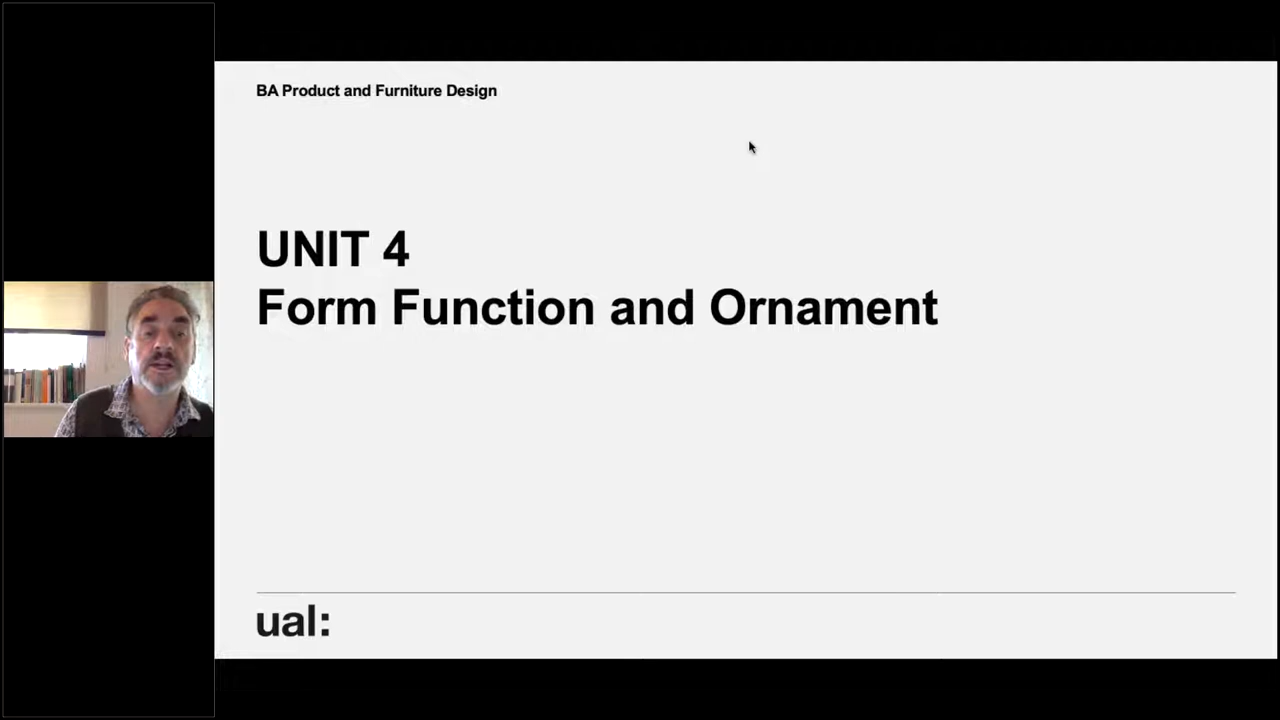 BA Product and Furniture Design
UNIT 4
Form Function and Ornament
ual: